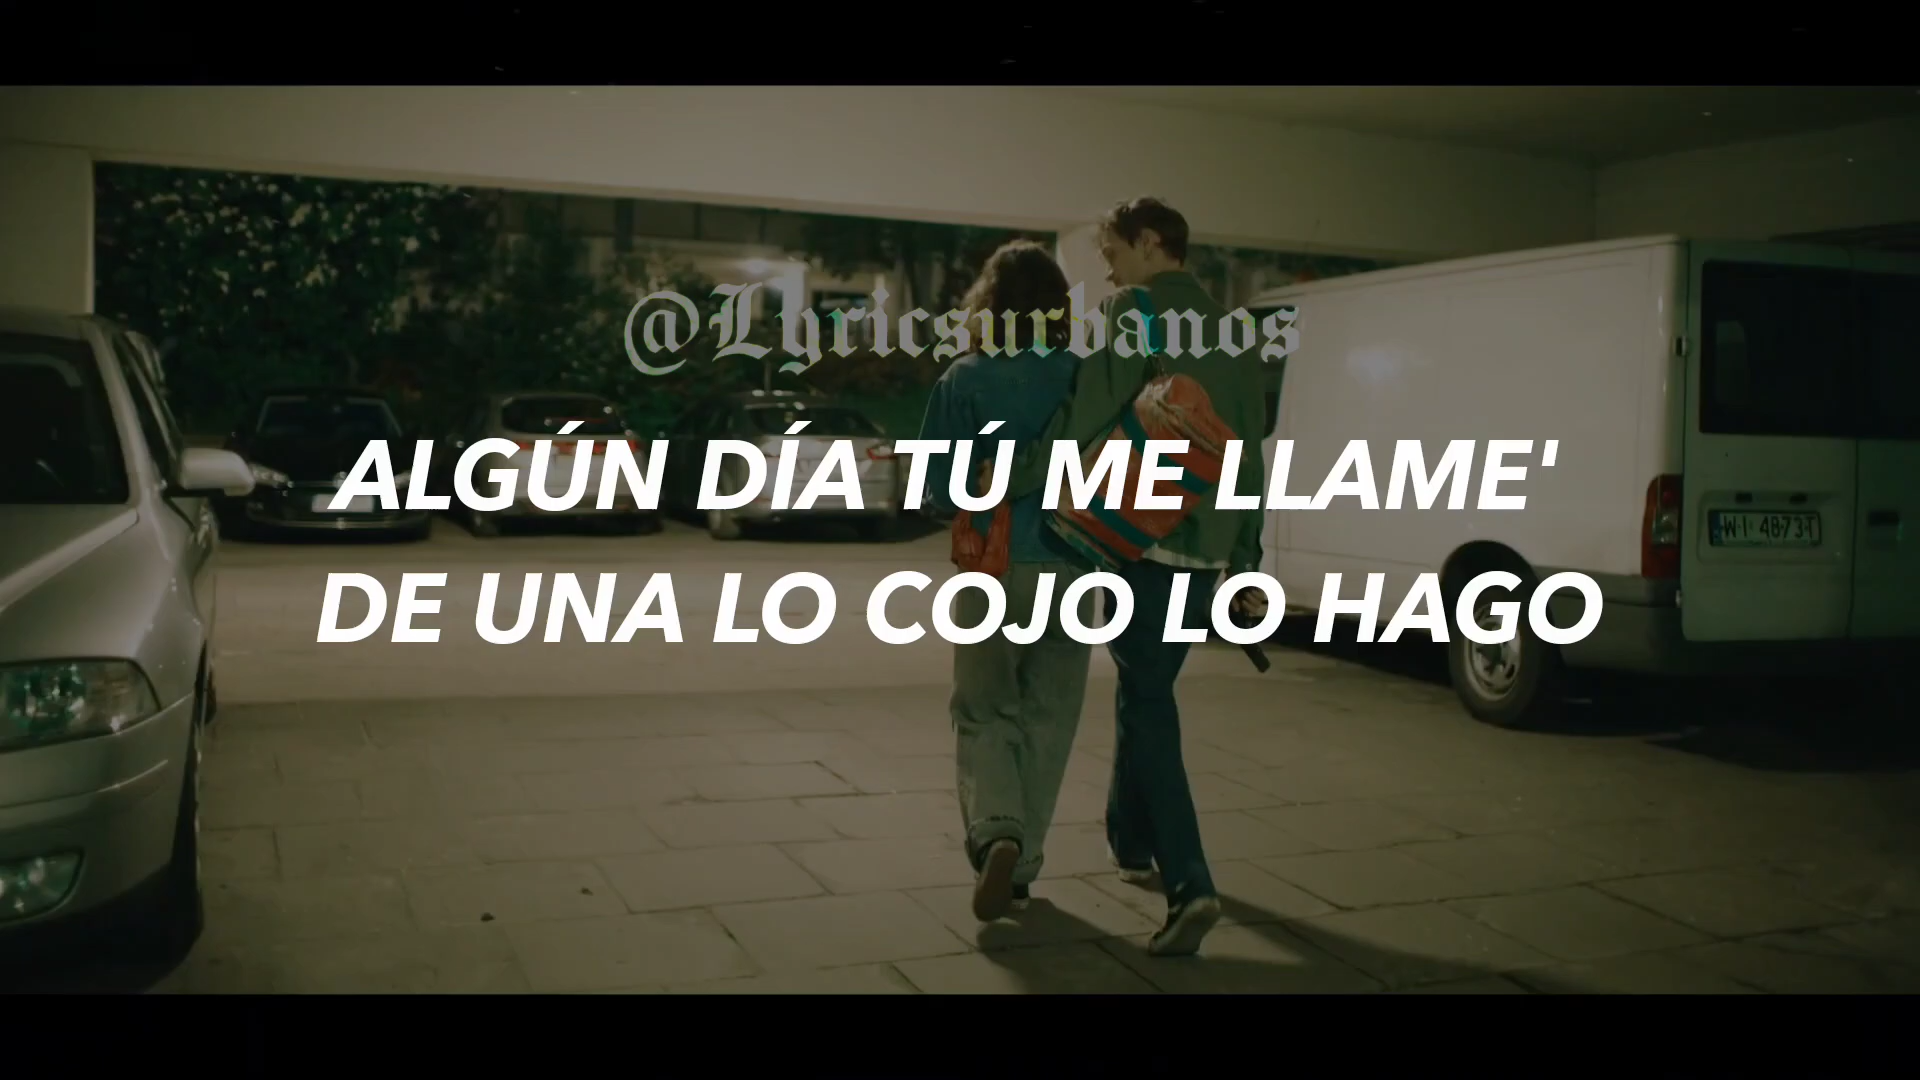 @Lyricsurbanos
ALGÚN DÍA TÚ ME LLAME'
DE UNA LO COJO LO HAGO
WI 4873T